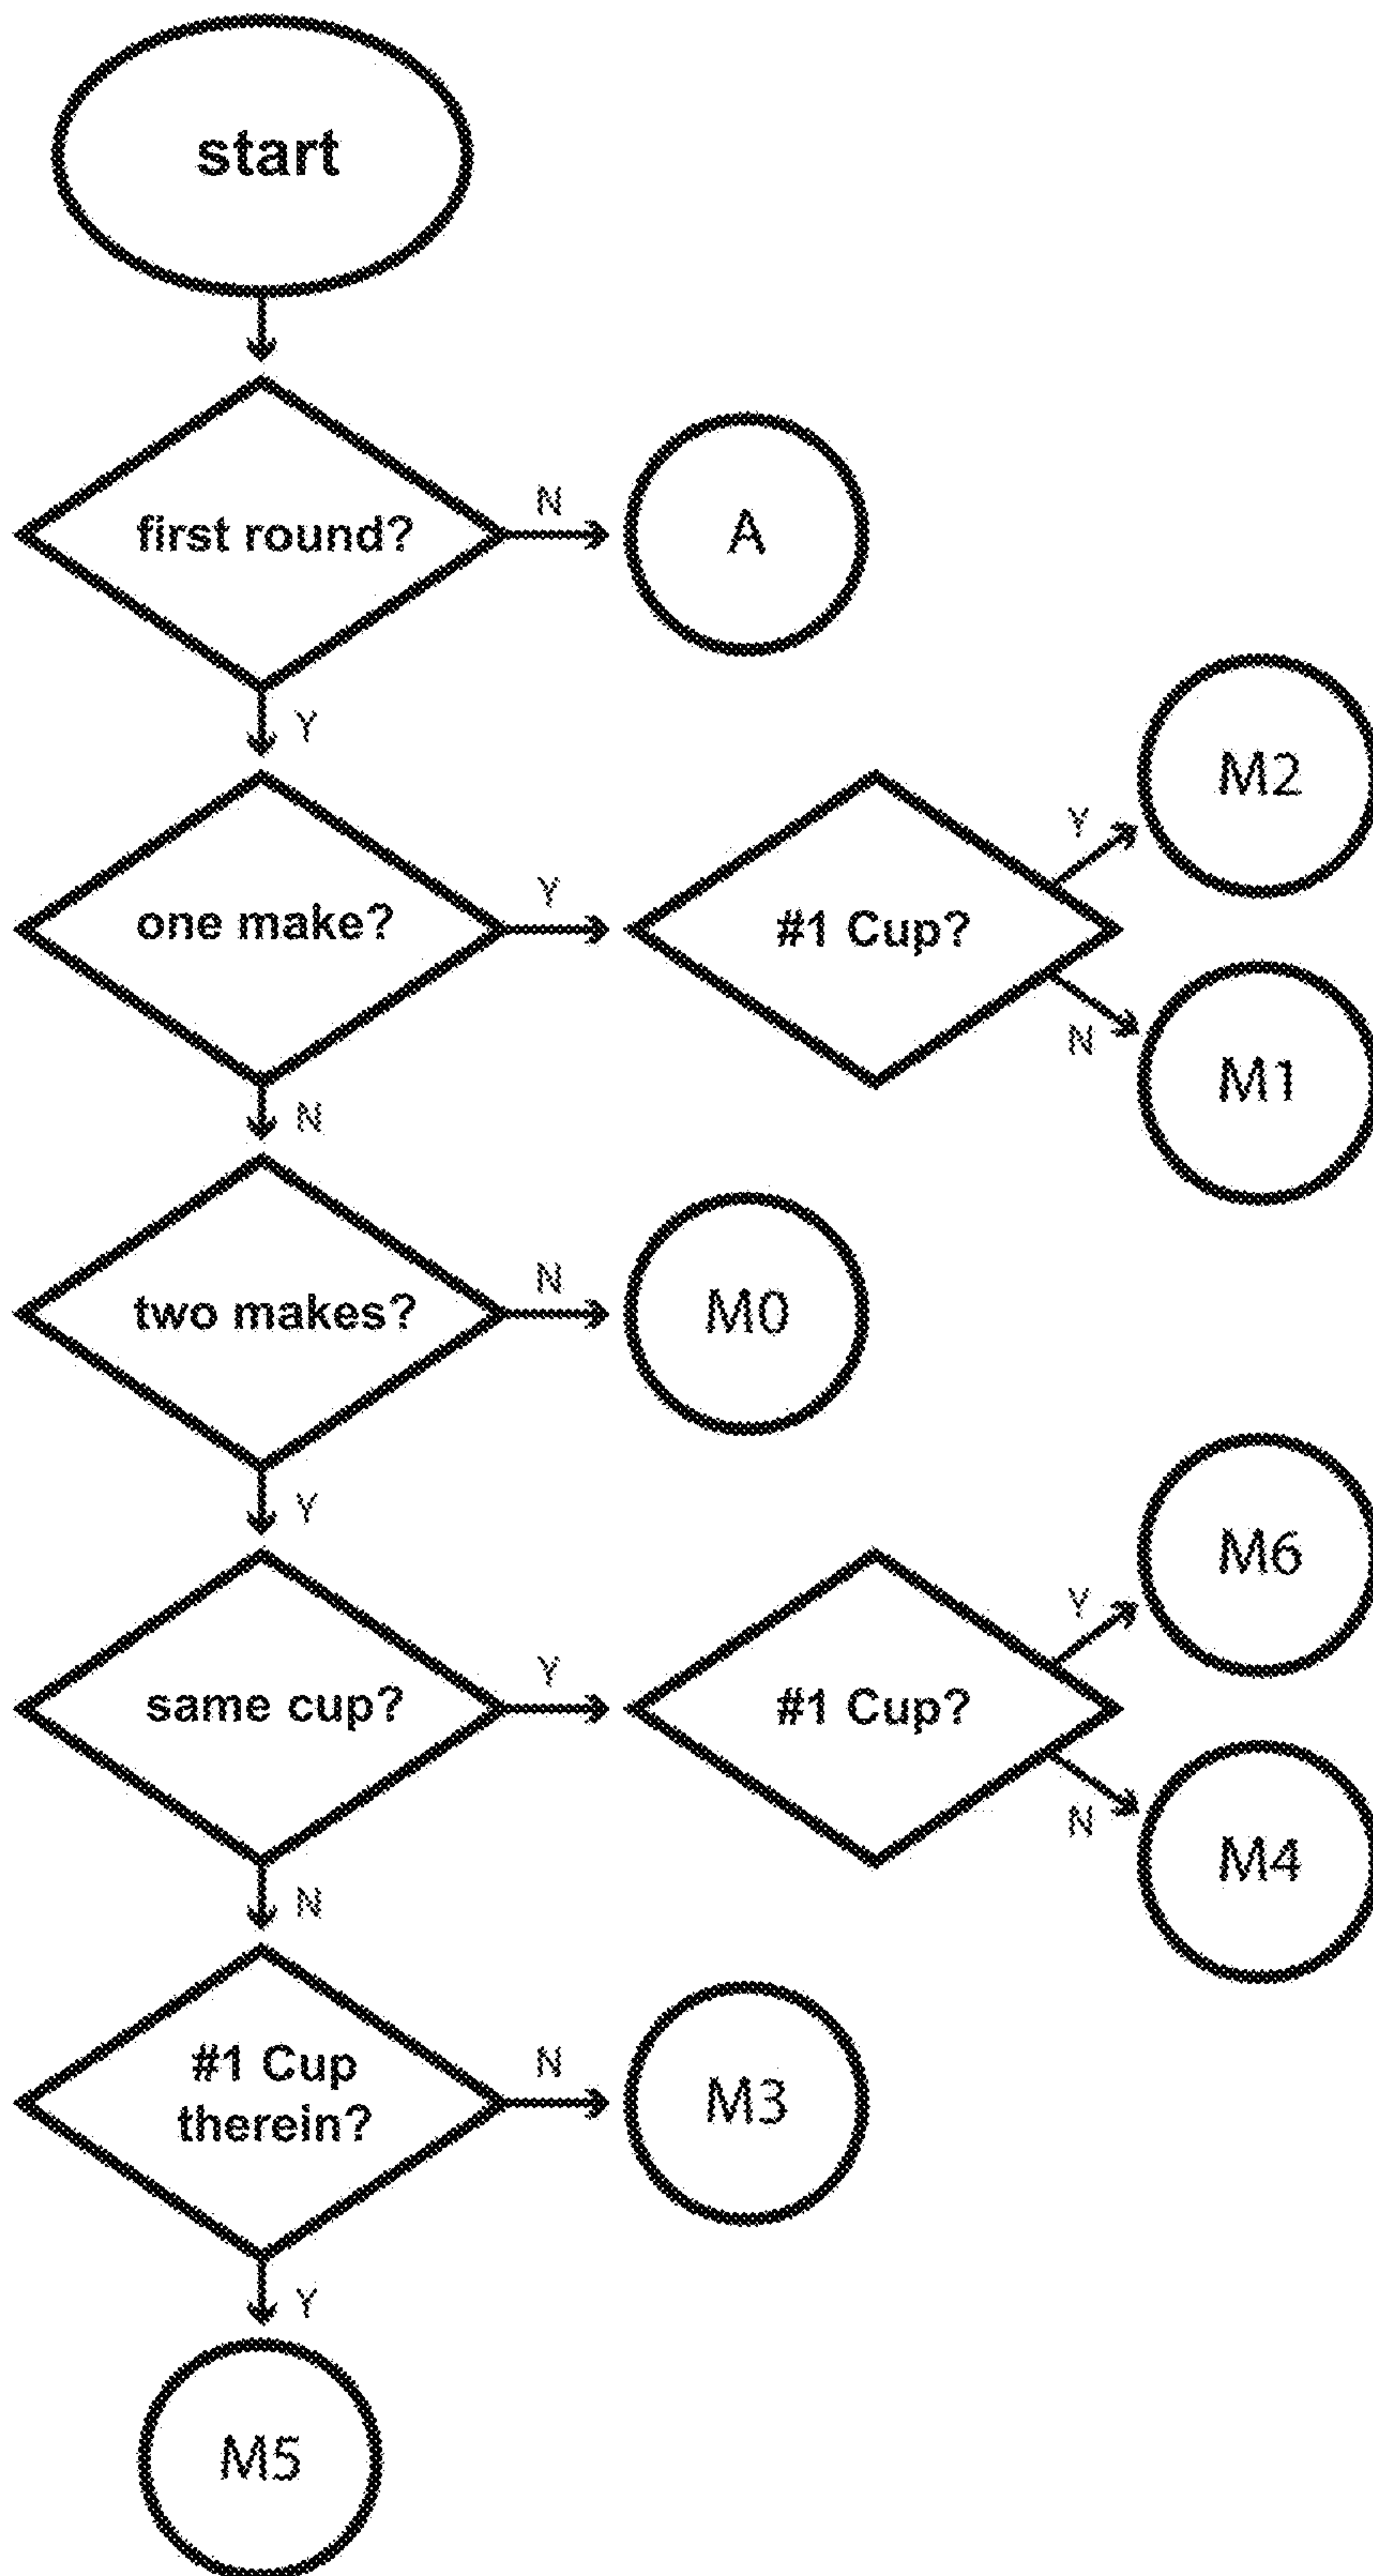 start
first round?
N
A
Y
one make?
Y
#1 Cup?
Y
M2
N
M1
N
two makes?
N
M0
Y
same cup?
Y
#1 Cup?
Y
M6
N
M4
N
#1 Cup
therein?
N
M3
Y
M5